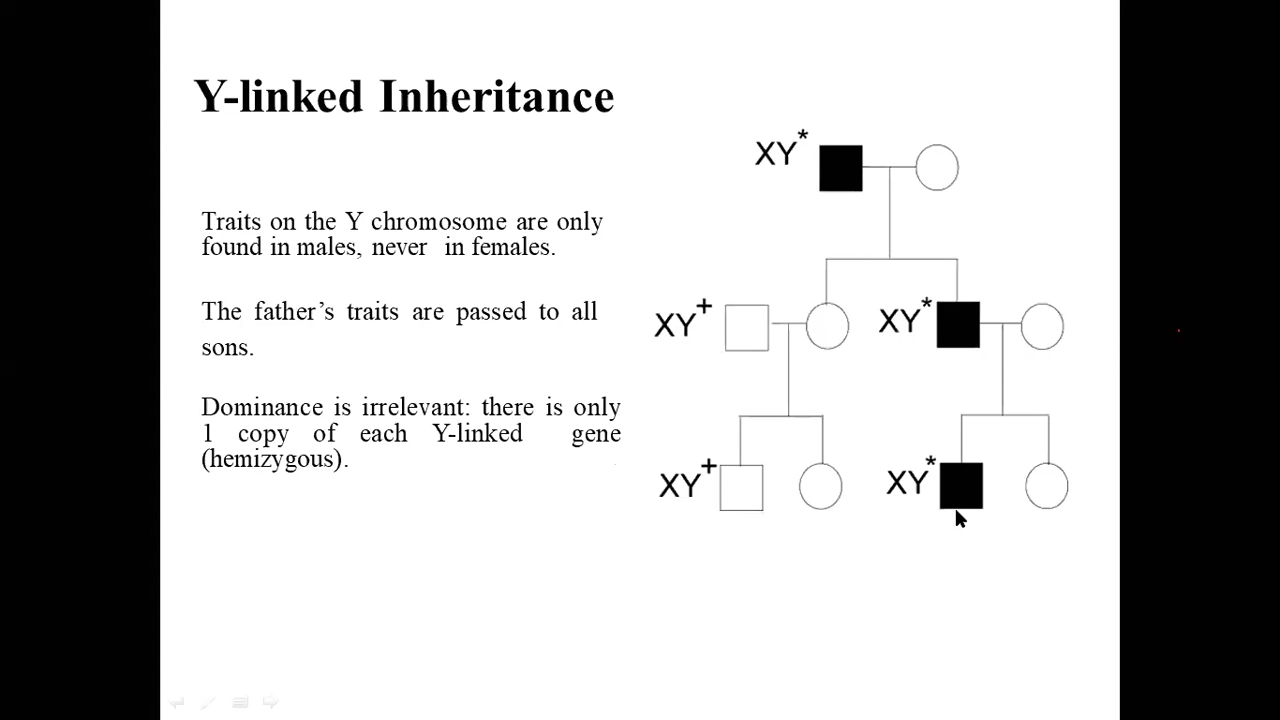 Y-linked Inheritance
Traits on the Y chromosome are only
found in males, never in females.
The father’s traits are passed to all
sons.
Dominance is irrelevant: there is only
1 copy of each Y-linked gene
(hemizygous).
XY*
XY+
XY*
XY+
XY*